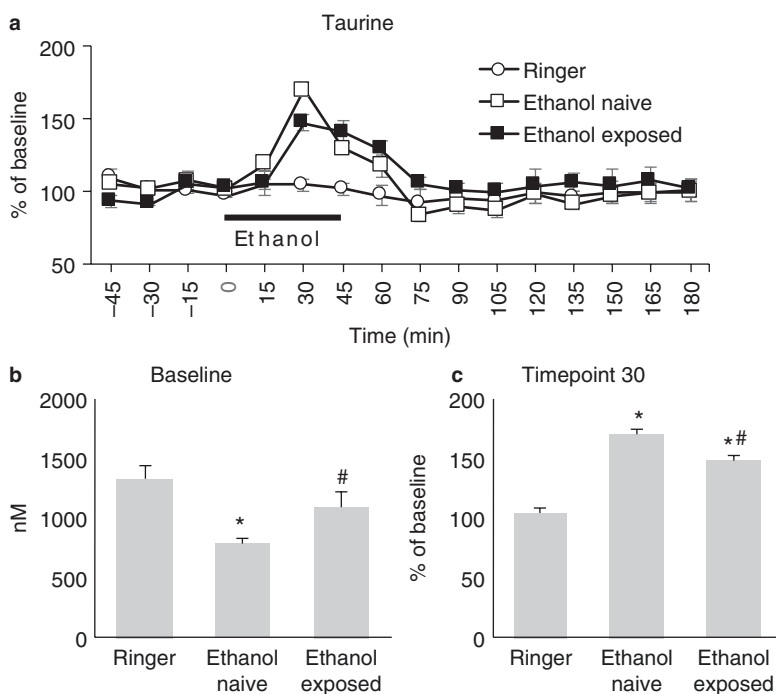 a Taurine
200
150
100
50
% of baseline
Ringer
Ethanol naive
Ethanol exposed
Ethanol
–45 –30 –15 0 15 30 45 60 75 90 105 120 135 150 165 180
Time (min)
b Baseline
2000
1500
1000
500
0
nM
*
#
Ringer Ethanol naive Ethanol exposed
c Timepoint 30
200
150
100
50
0
% of baseline
*
*#
Ringer Ethanol naive Ethanol exposed